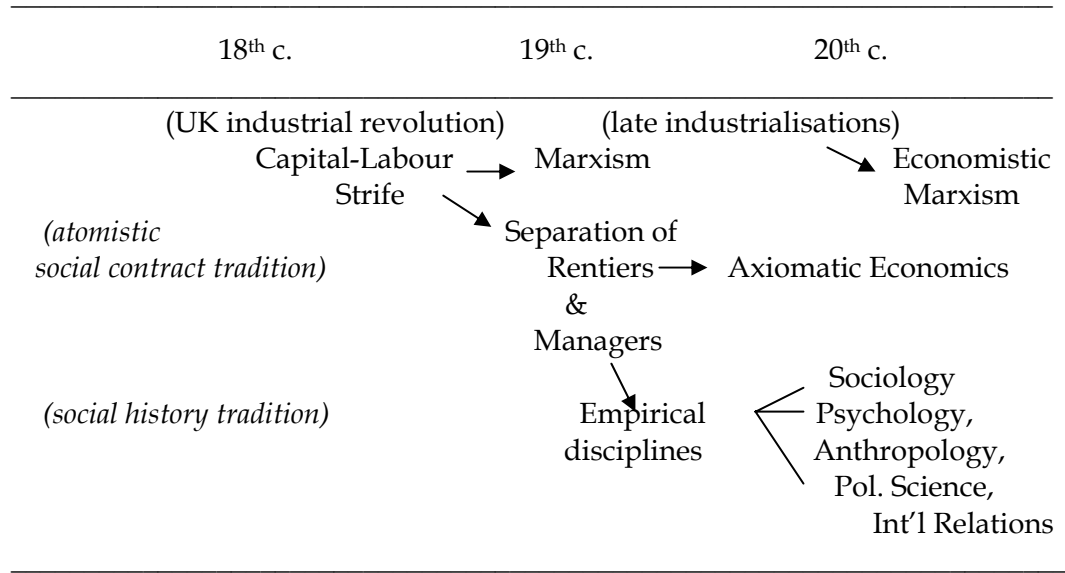 18th c. 19th c. 20th c.
(UK industrial revolution) (late industrialisations)
Capital-Labour Marxism Economistic
Strife Marxism
(atomistic Separation of
social contract tradition) Rentiers Axiomatic Economics
&
Managers
Sociology
(social history tradition) Empirical Psychology,
disciplines Anthropology,
Pol. Science,
Int'l Relations